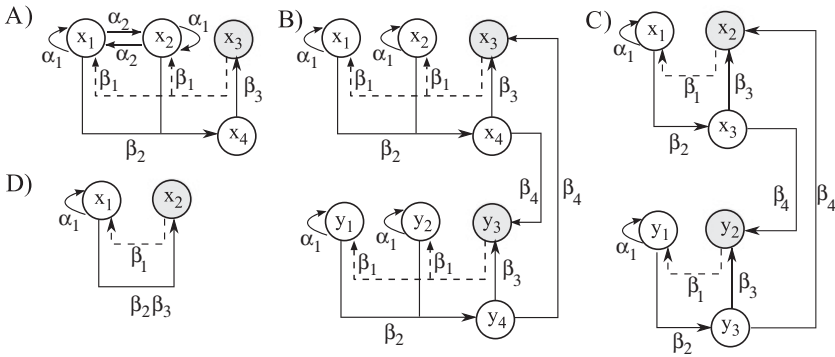 A)
x1 α2 x2 α1 x3
α1 α2 β1 β1 β3
β2 x4
B)
x1 x2 x3
α1 α1 β1 β1 β3
β2 x4
β4 β4
y1 y2 y3
α1 α1 β1 β1 β3
β2 y4
C)
x1 x2
α1 β1 β3
β2 x3
β4 β4
y1 y2
α1 β1 β3
β2 y3
D)
x1 x2
α1 β1
β2β3